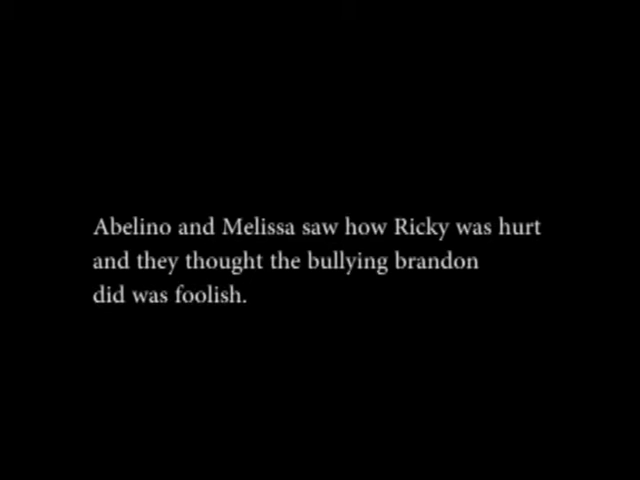 Abelino and Melissa saw how Ricky was hurt
and they thought the bullying brandon
did was foolish.